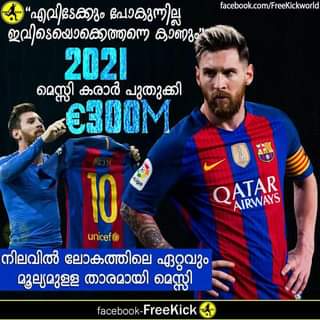 facebook.com/FreeKickworld
"എവിടേക്കും പോകുന്നില്ല
ഇവിടെയൊക്കെത്തന്നെ കാണും"
2021
മെസ്സി കരാർ പുതുക്കി
€300M
10
unicef
QATAR
AIRWAYS
നിലവിൽ ലോകത്തിലെ ഏറ്റവും
മൂല്യമുള്ള താരമായി മെസ്സി
facebook-FreeKick